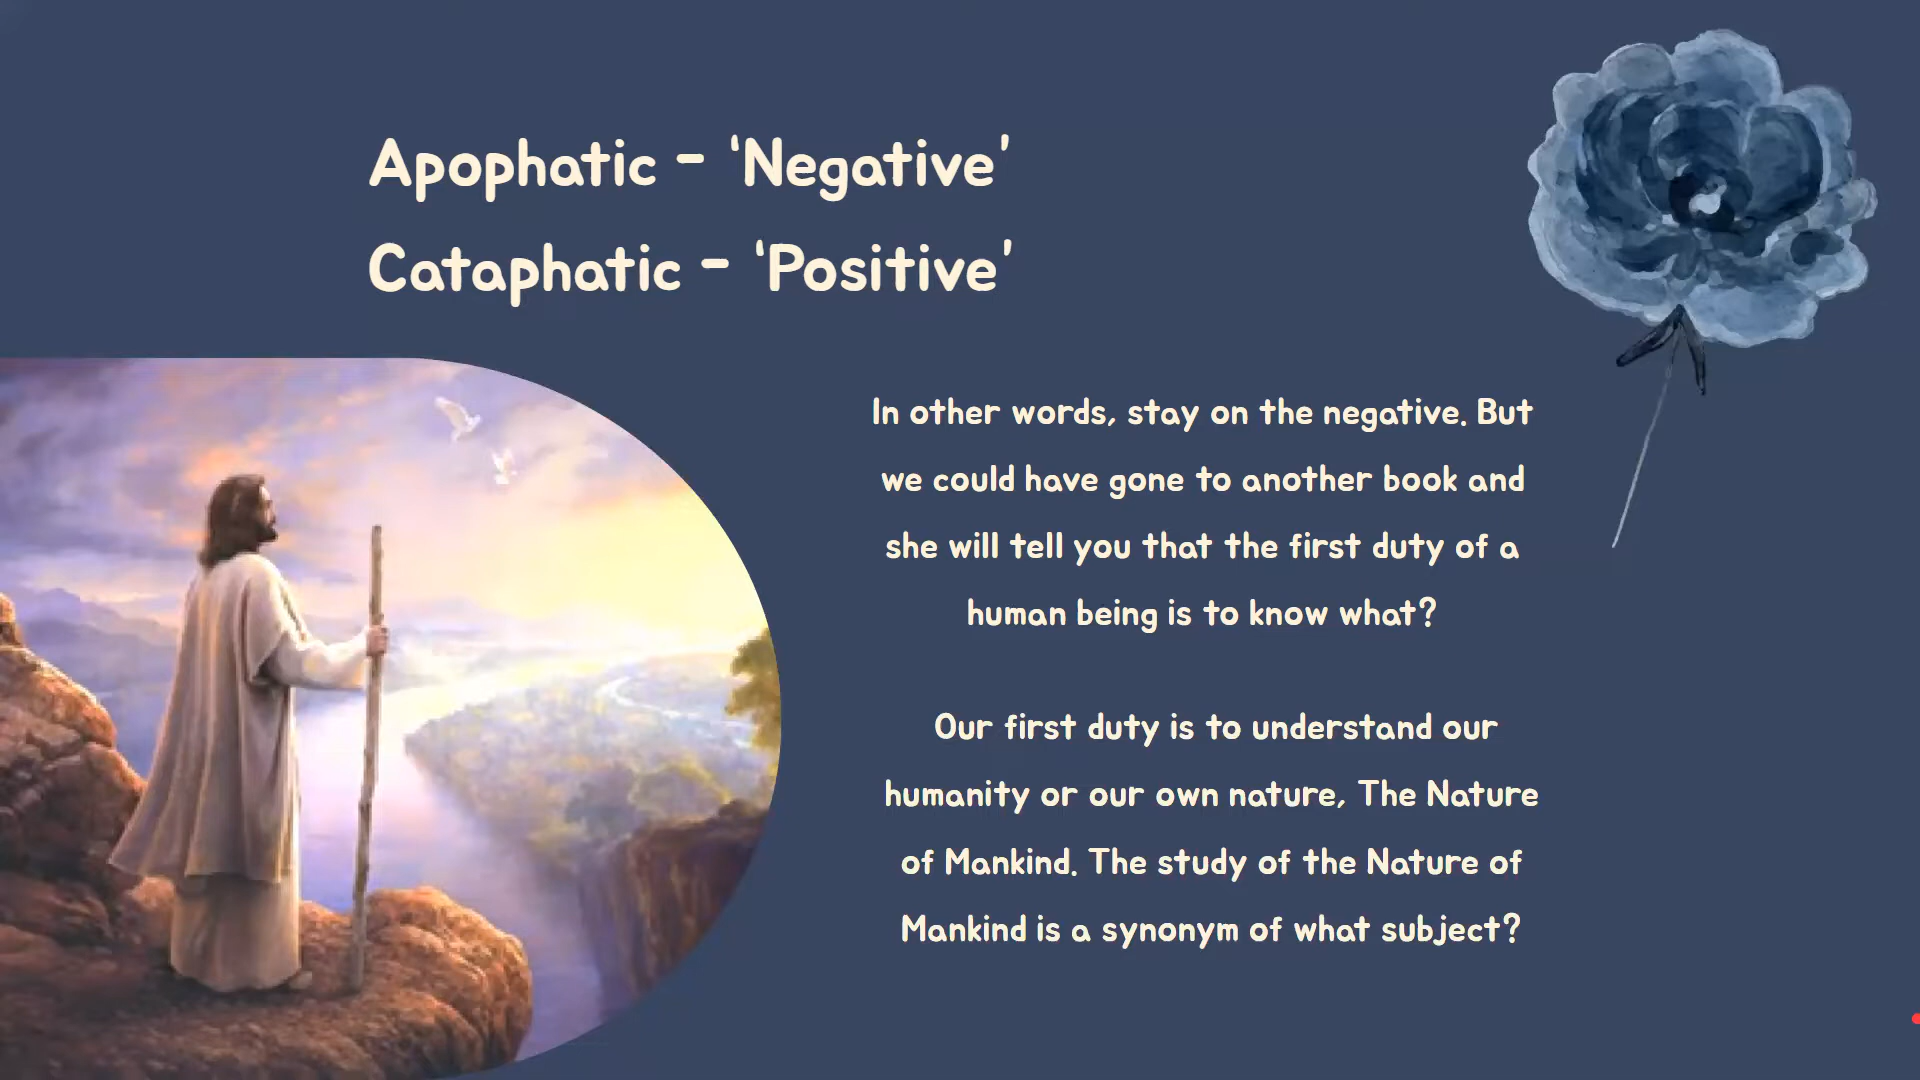 Apophatic - ‘Negative’
Cataphatic - ‘Positive’
In other words, stay on the negative. But
we could have gone to another book and
she will tell you that the first duty of a
human being is to know what?
Our first duty is to understand our
humanity or our own nature, The Nature
of Mankind. The study of the Nature of
Mankind is a synonym of what subject?